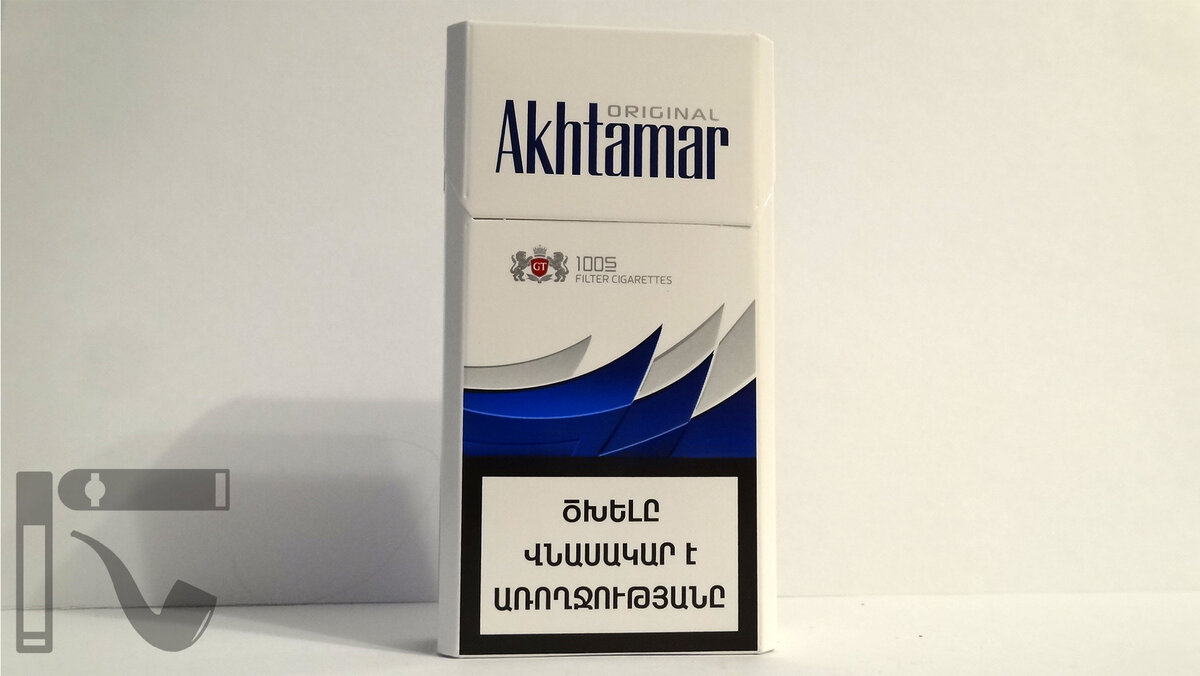 ORIGINAL
Akhtamar
GT
100S
FILTER CIGARETTES
ԾԽԵԼԸ
ՎՆԱՍԱԿԱՐ Է
ԱՌՈՂՋՈՒԹՅԱՆԸ